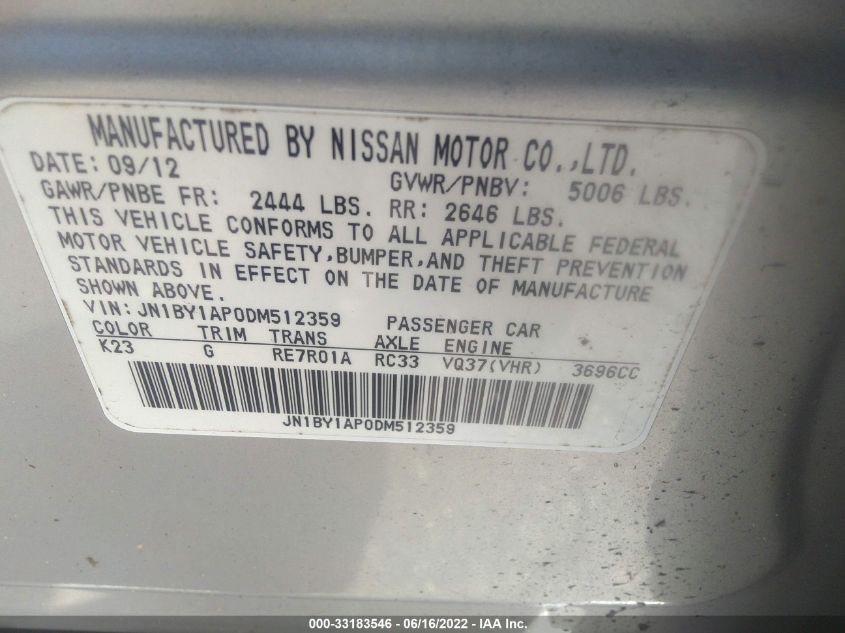 MANUFACTURED BY NISSAN MOTOR CO.,LTD.
DATE: 09/12 GVWR/PNBV: 5006 LBS.
GAWR/PNBE FR: 2444 LBS. RR: 2646 LBS.
THIS VEHICLE CONFORMS TO ALL APPLICABLE FEDERAL
MOTOR VEHICLE SAFETY,BUMPER,AND THEFT PREVENTION
STANDARDS IN EFFECT ON THE DATE OF MANUFACTURE
SHOWN ABOVE.
VIN:JN1BY1AP0DM512359 PASSENGER CAR
COLOR TRIM TRANS AXLE ENGINE
K23 G RE7R01A RC33 VQ37(VHR) 3696CC
JN1BY1AP0DM512359
000-33183546 - 06/16/2022 - IAA Inc.